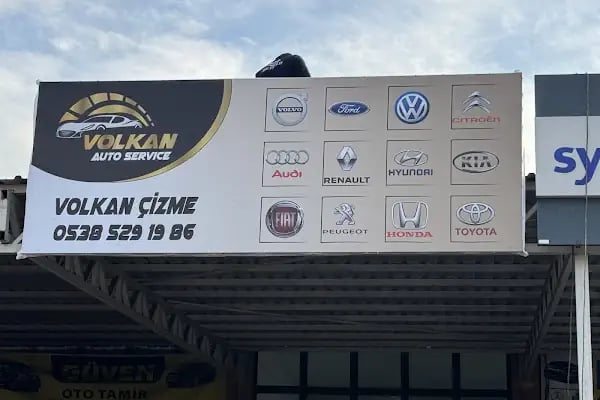 VOLKAN
AUTO SERVICE
VOLKAN ÇİZME
0538 529 19 86
VOLVO
Ford
CITROËN
Audi
RENAULT
HYUNDAI
KIA
FIAT
PEUGEOT
HONDA
TOYOTA
sy
GÜVEN
OTO TAMİR